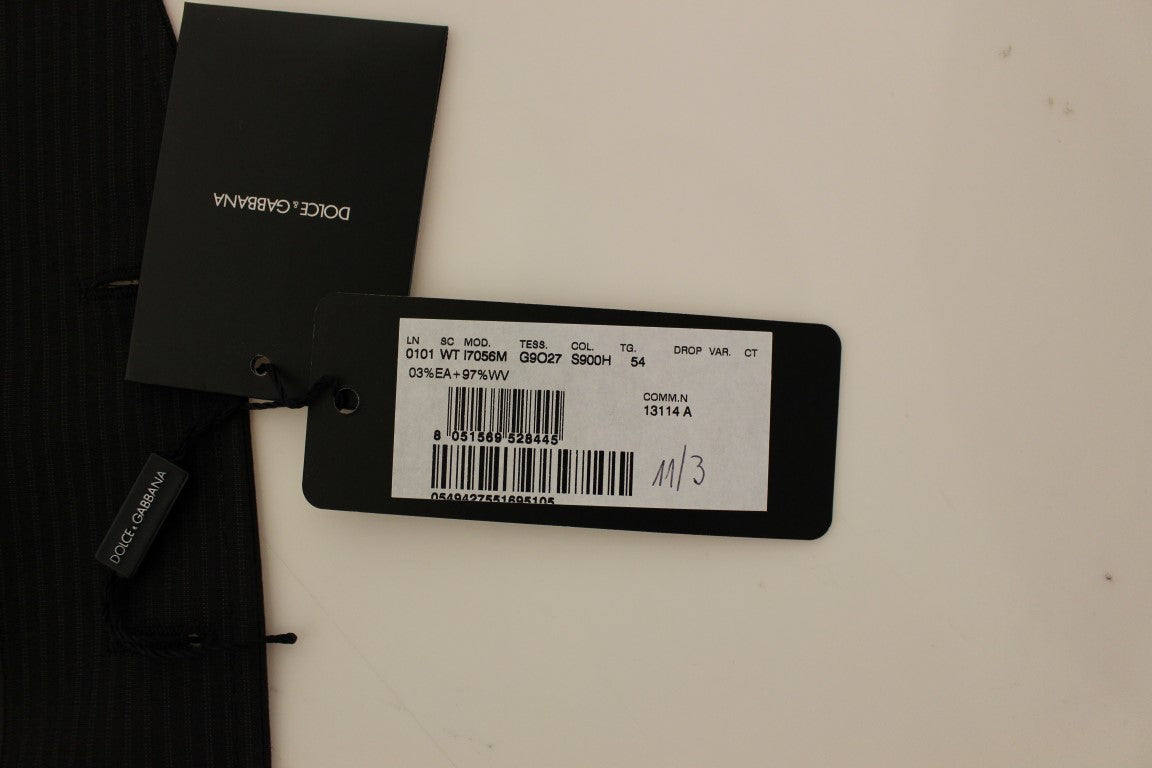 DOLCE & GABBANA
LN SC MOD. TESS. COL. TG. DROP VAR. CT
0101 WT I7056M G9O27 S900H 54
03%EA+97%WV
COMM.N
13114 A
8 051569 528445
11/3
0549427551695105
DOLCE & GABBANA